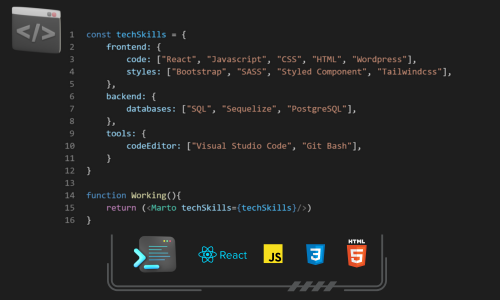 </>
1 const techSkills = {
2 frontend: {
3 code: ["React", "Javascript", "CSS", "HTML", "Wordpress"],
4 styles: ["Bootstrap", "SASS", "Styled Component", "Tailwindcss"],
5 },
6 backend: {
7 databases: ["SQL", "Sequelize", "PostgreSQL"],
8 },
9 tools: {
10 codeEditor: ["Visual Studio Code", "Git Bash"],
11 }
12 }
13
14 function Working(){
15 return (<Marto techSkills={techSkills}/>)
16 }
React JS 3 HTML 5